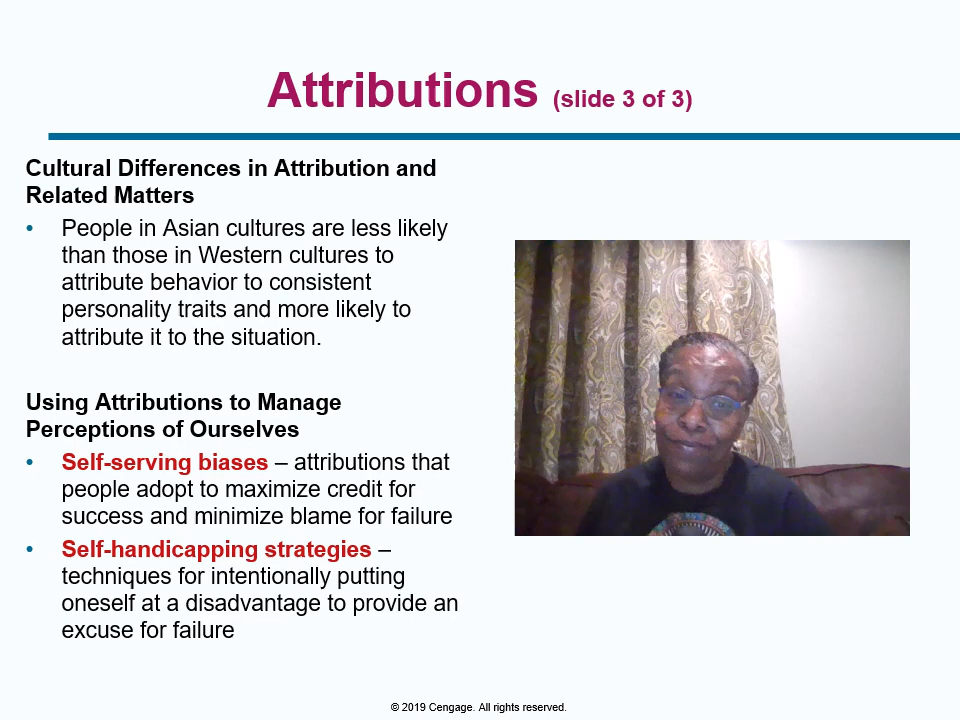 Attributions (slide 3 of 3)
Cultural Differences in Attribution and
Related Matters
• People in Asian cultures are less likely
than those in Western cultures to
attribute behavior to consistent
personality traits and more likely to
attribute it to the situation.
Using Attributions to Manage
Perceptions of Ourselves
• Self-serving biases – attributions that
people adopt to maximize credit for
success and minimize blame for failure
• Self-handicapping strategies –
techniques for intentionally putting
oneself at a disadvantage to provide an
excuse for failure
© 2019 Cengage. All rights reserved.